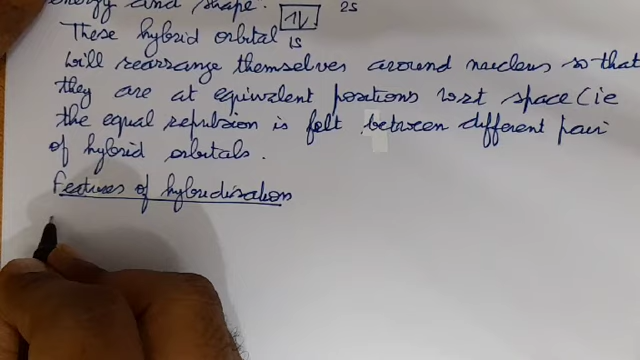 energy and shape. 1s 2s
These hybrid orbital
will rearrange themselves around nucleus so that
they are at equivalent positions w.r.t space (ie
the equal repulsion is felt between different pair
of hybrid orbitals.
Features of hybridisation